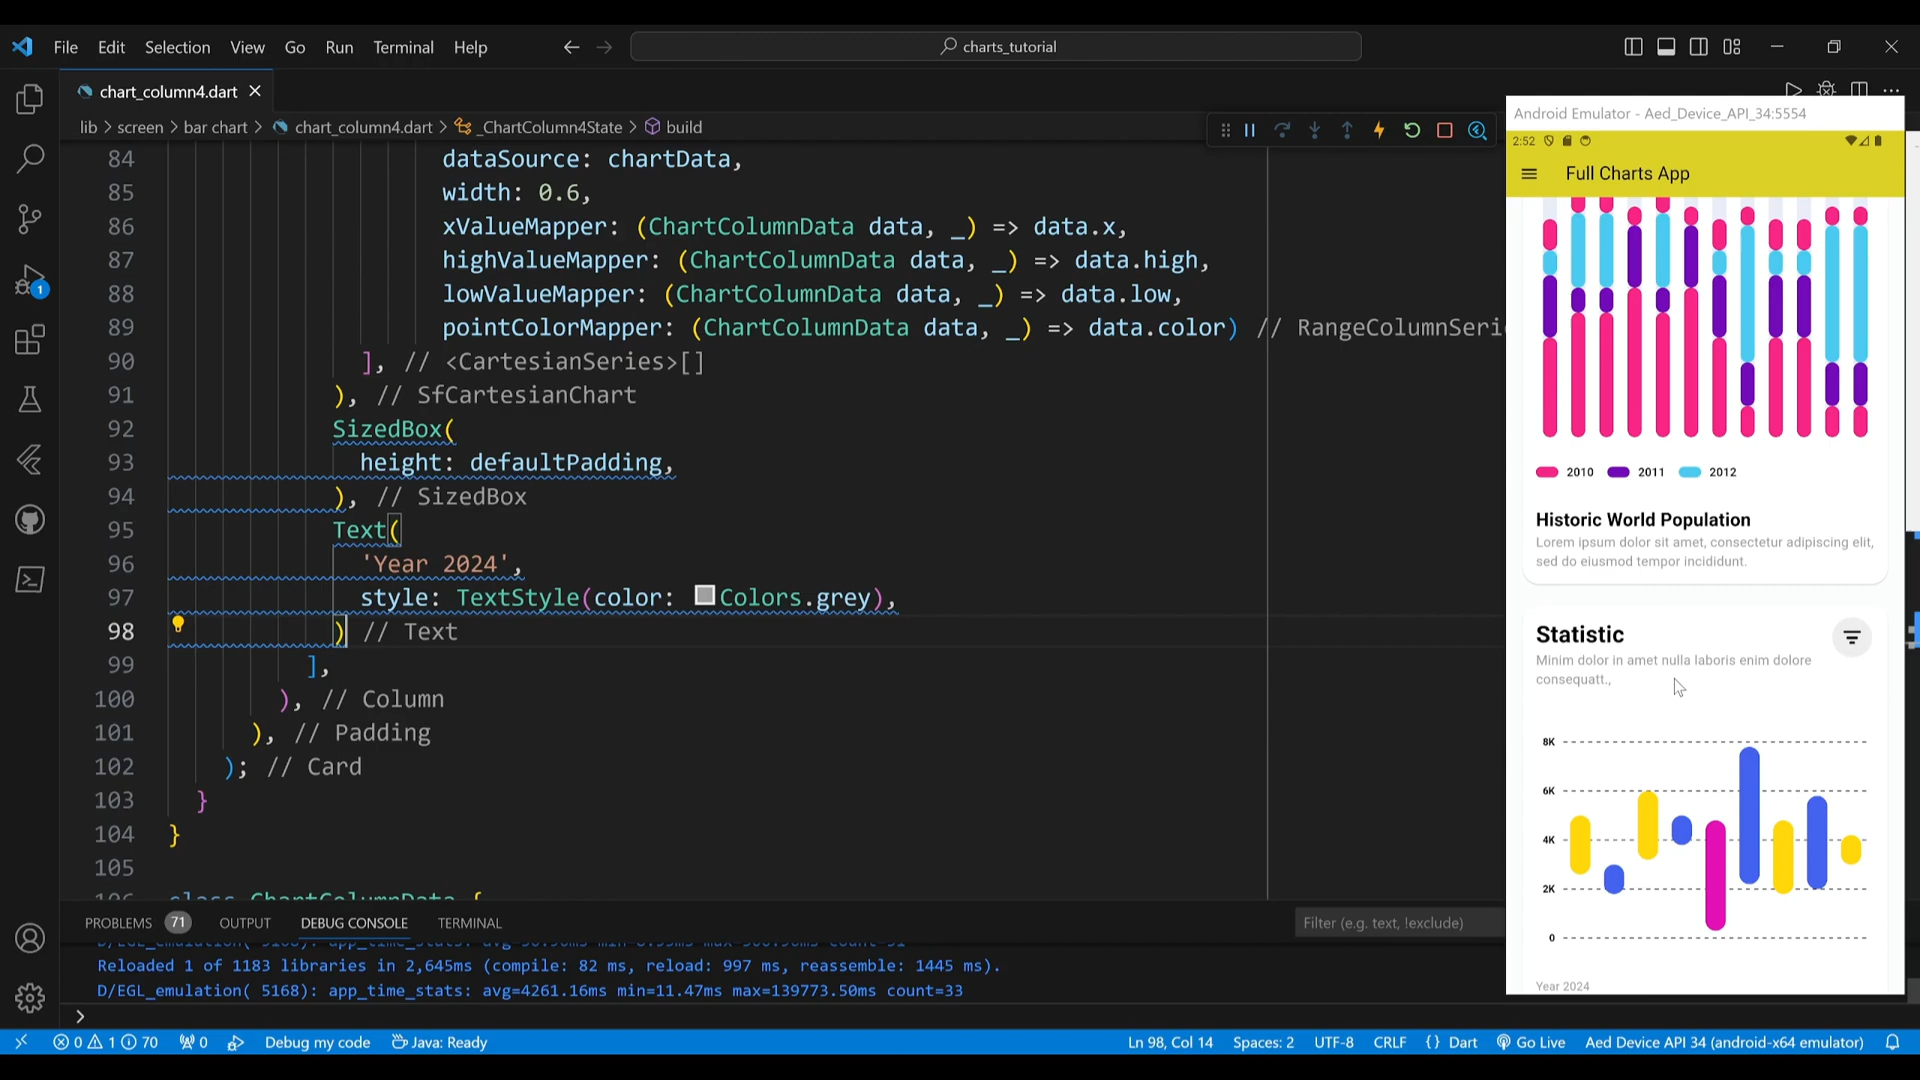 File Edit Selection View Go Run Terminal Help
charts_tutorial
chart_column4.dart
lib > screen > bar chart > chart_column4.dart > _ChartColumn4State > build
84 dataSource: chartData,
85 width: 0.6,
86 xValueMapper: (ChartColumnData data, _) => data.x,
87 highValueMapper: (ChartColumnData data, _) => data.high,
88 lowValueMapper: (ChartColumnData data, _) => data.low,
89 pointColorMapper: (ChartColumnData data, _) => data.color) // RangeColumnSeri
90 ], // <CartesianSeries>[]
91 ), // SfCartesianChart
92 SizedBox(
93 height: defaultPadding,
94 ), // SizedBox
95 Text(
96 'Year 2024',
97 style: TextStyle(color: Colors.grey),
98 ) // Text
99 ],
100 ), // Column
101 ), // Padding
102 ); // Card
103 }
104 }
105
106 class ChartColumnData {
Android Emulator - Aed_Device_API_34:5554
2:52
Full Charts App
2010 2011 2012
Historic World Population
Lorem ipsum dolor sit amet, consectetur adipiscing elit,
sed do eiusmod tempor incididunt.
Statistic
Minim dolor in amet nulla laboris enim dolore
consequatt.,
8K
6K
4K
2K
0
Year 2024
PROBLEMS 71 OUTPUT DEBUG CONSOLE TERMINAL
Filter (e.g. text, !exclude)
Reloaded 1 of 1183 libraries in 2,645ms (compile: 82 ms, reload: 997 ms, reassemble: 1445 ms).
D/EGL_emulation( 5168): app_time_stats: avg=4261.16ms min=11.47ms max=139773.50ms count=33
0 1 70 0 Debug my code Java: Ready
Ln 98, Col 14 Spaces: 2 UTF-8 CRLF {} Dart Go Live Aed Device API 34 (android-x64 emulator)
1